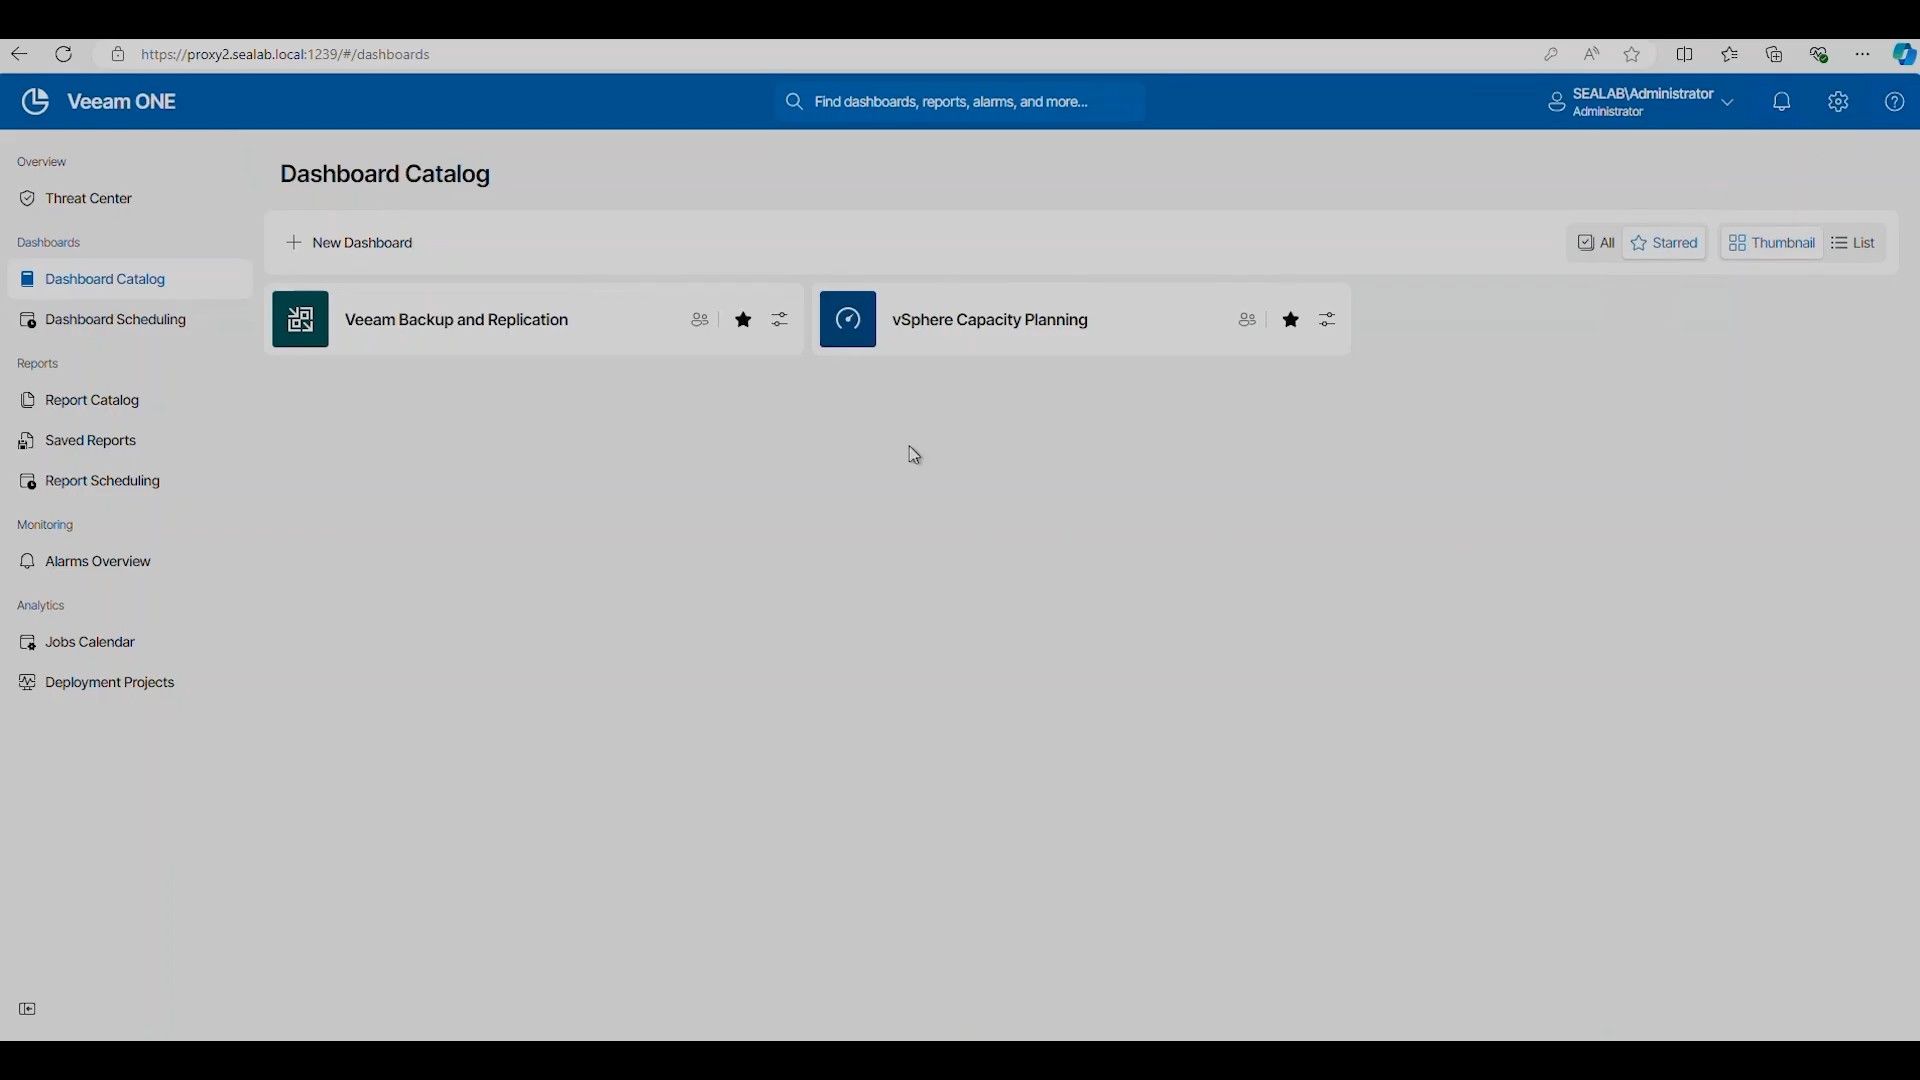 https://proxy2.sealab.local:1239/#/dashboards
Veeam ONE
Find dashboards, reports, alarms, and more...
SEALAB\Administrator
Administrator
Overview
Threat Center
Dashboards
Dashboard Catalog
Dashboard Scheduling
Reports
Report Catalog
Saved Reports
Report Scheduling
Monitoring
Alarms Overview
Analytics
Jobs Calendar
Deployment Projects
Dashboard Catalog
New Dashboard
All
Starred
Thumbnail
List
Veeam Backup and Replication
vSphere Capacity Planning